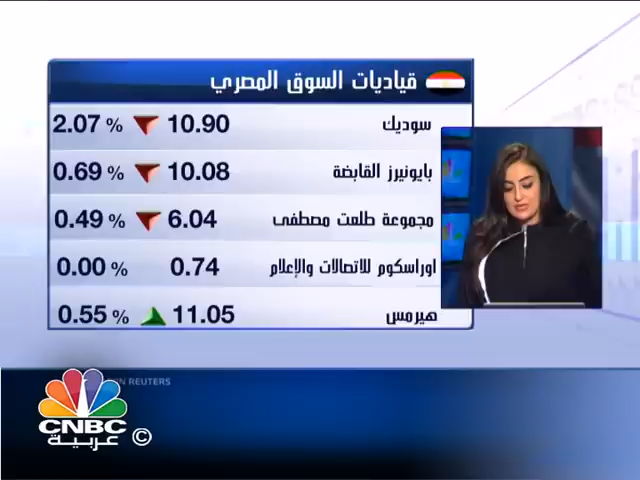 قياديات السوق المصري
سوديك 10.90 2.07 %
بايونيرز القابضة 10.08 0.69 %
مجموعة طلعت مصطفى 6.04 0.49 %
اوراسكوم للاتصالات والإعلام 0.74 0.00 %
هيرمس 11.05 0.55 %
REUTERS
CNBC
عربية ©